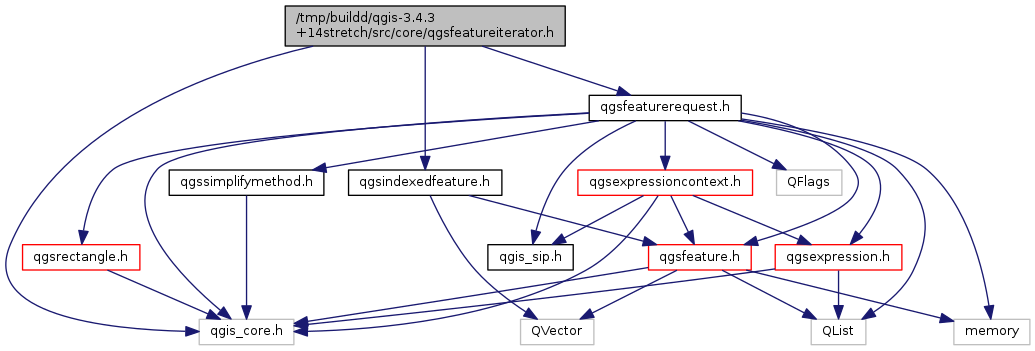 /tmp/buildd/qgis-3.4.3
+14stretch/src/core/qgsfeatureiterator.h
qgsfeaturerequest.h
qgssimplifymethod.h
qgsindexedfeature.h
qgsexpressioncontext.h
QFlags
qgsrectangle.h
qgis_sip.h
qgsfeature.h
qgsexpression.h
qgis_core.h
QVector
QList
memory